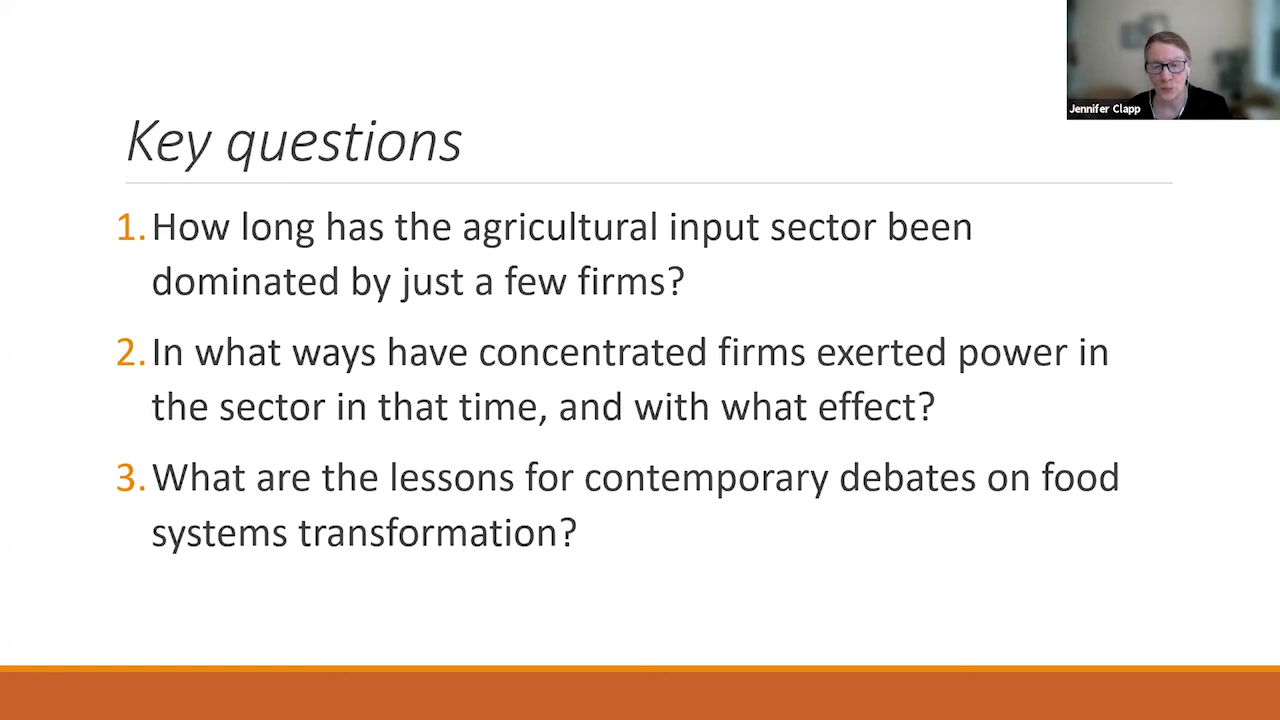 Jennifer Clapp
Key questions
1. How long has the agricultural input sector been
dominated by just a few firms?
2. In what ways have concentrated firms exerted power in
the sector in that time, and with what effect?
3. What are the lessons for contemporary debates on food
systems transformation?